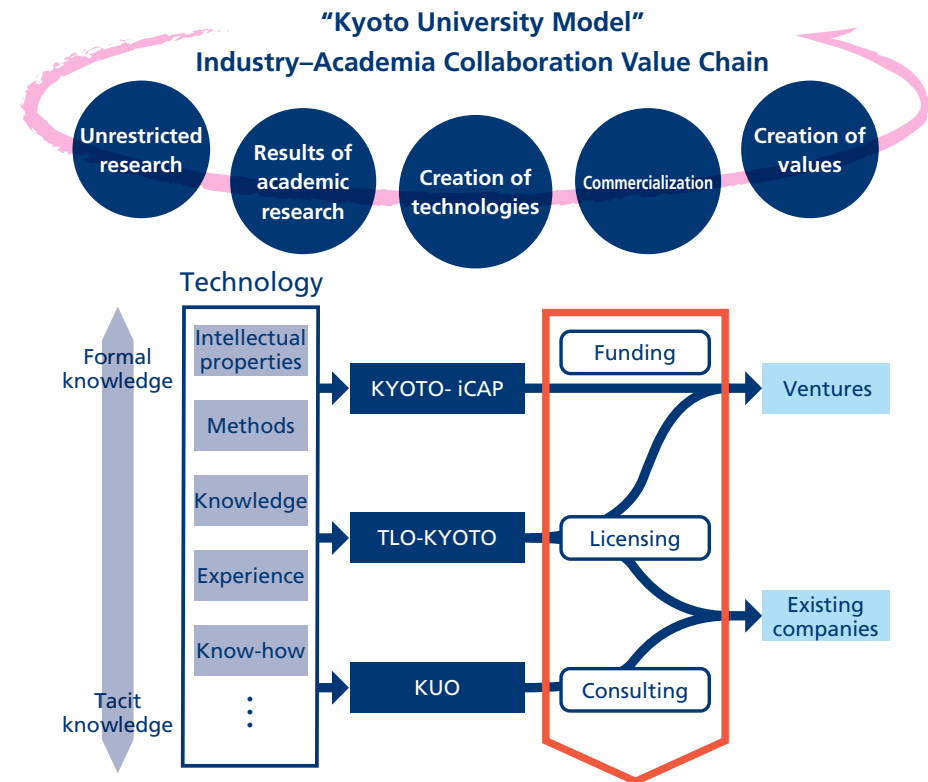 “Kyoto University Model”
Industry–Academia Collaboration Value Chain
Unrestricted
research
Results of
academic
research
Creation of
technologies
Commercialization
Creation of
values
Technology
Formal
knowledge
Tacit
knowledge
Intellectual
properties
Methods
Knowledge
Experience
Know-how
KYOTO- iCAP
TLO-KYOTO
KUO
Funding
Licensing
Consulting
Ventures
Existing
companies